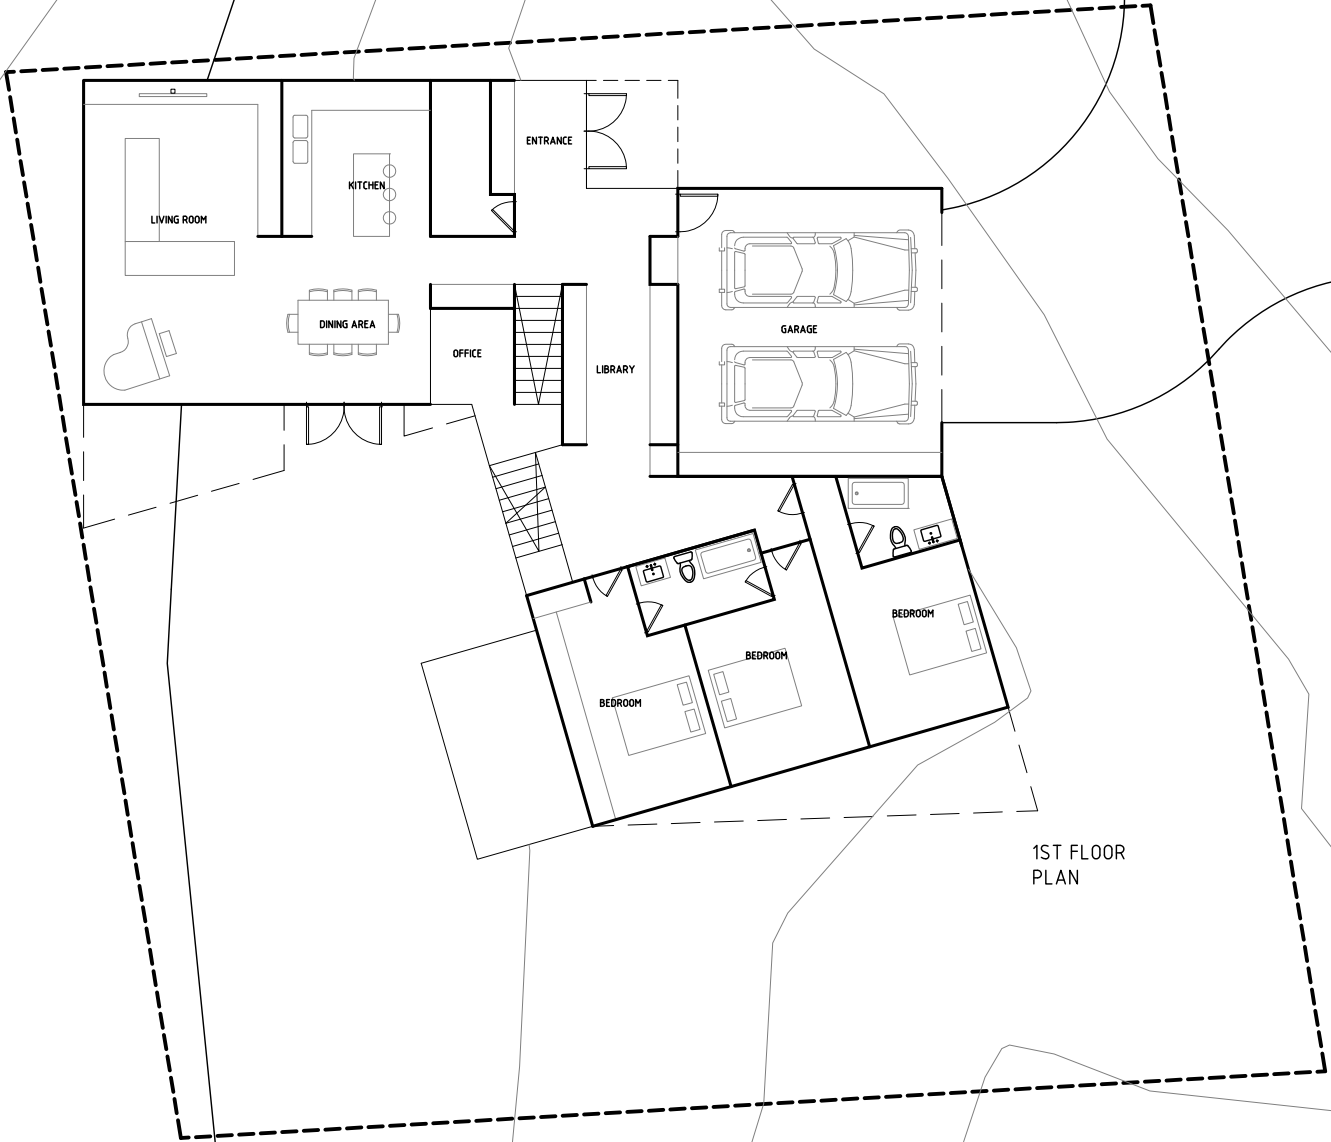 ENTRANCE
KITCHEN
LIVING ROOM
DINING AREA
OFFICE
LIBRARY
GARAGE
BEDROOM
BEDROOM
BEDROOM
1ST FLOOR
PLAN